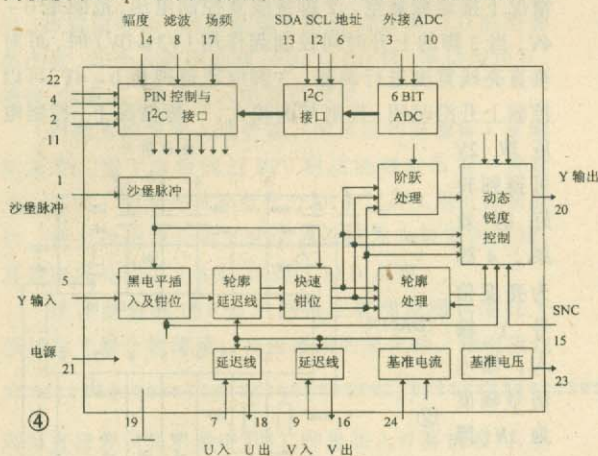 幅度 滤波 场频 SDA SCL 地址 外接 ADC
14 8 17 13 12 6 3 10
22
4
2
11
PIN 控制与
I²C 接口
I²C
接口
6 BIT
ADC
1
沙堡脉冲
沙堡脉冲
阶跃
处理
动态
锐度
控制
Y 输出
20
5
Y 输入
黑电平插
入及钳位
轮廓
延迟线
快速
钳位
轮廓
处理
SNC
15
电源
21
延迟线
延迟线
基准电流
基准电压
23
④
19 7 18 9 16 24
U 入 U 出 V 入 V 出